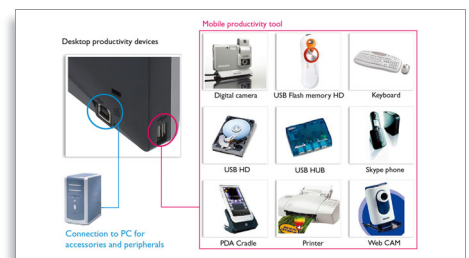 Mobile productivity tool
Desktop productivity devices
Digital camera
USB Flash memory HD
Keyboard
USB HD
USB HUB
Skype phone
Connection to PC for
accessories and peripherals
PDA Cradle
Printer
Web CAM